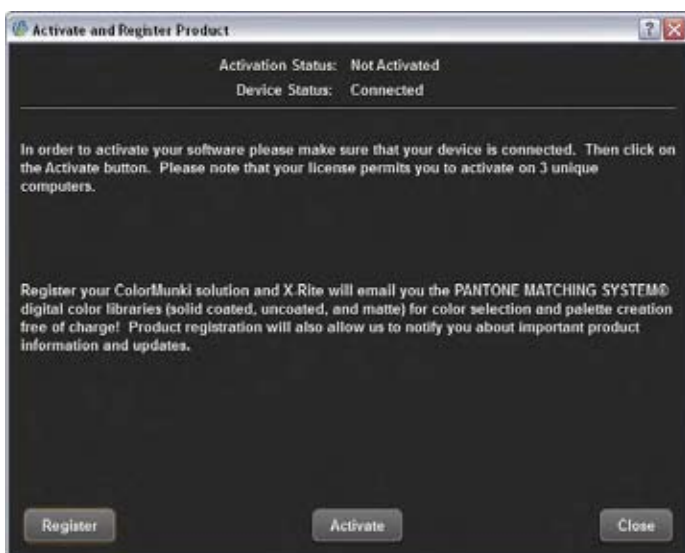 Activate and Register Product
Activation Status: Not Activated
Device Status: Connected
In order to activate your software please make sure that your device is connected. Then click on
the Activate button. Please note that your license permits you to activate on 3 unique
computers.
Register your ColorMunki solution and X-Rite will email you the PANTONE MATCHING SYSTEM®
digital color libraries (solid coated, uncoated, and matte) for color selection and palette creation
free of charge! Product registration will also allow us to notify you about important product
information and updates.
Register Activate Close